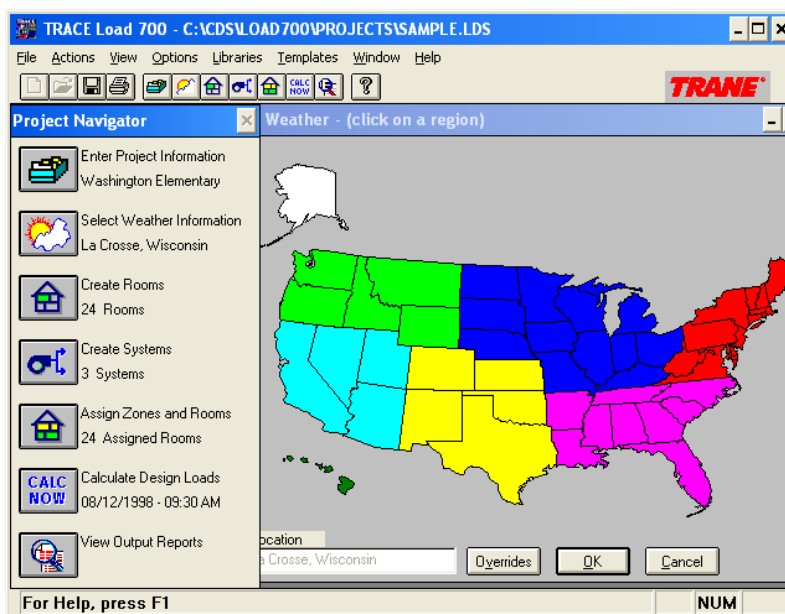 TRACE Load 700 - C:\CDS\LOAD700\PROJECTS\SAMPLE.LDS
File Actions View Options Libraries Templates Window Help
CALC NOW
TRANE
Project Navigator
Weather - (click on a region)
Enter Project Information
Washington Elementary
Select Weather Information
La Crosse, Wisconsin
Create Rooms
24 Rooms
Create Systems
3 Systems
Assign Zones and Rooms
24 Assigned Rooms
CALC NOW
Calculate Design Loads
08/12/1998 - 09:30 AM
View Output Reports
ocation
a Crosse, Wisconsin
Overrides
OK
Cancel
For Help, press F1
NUM